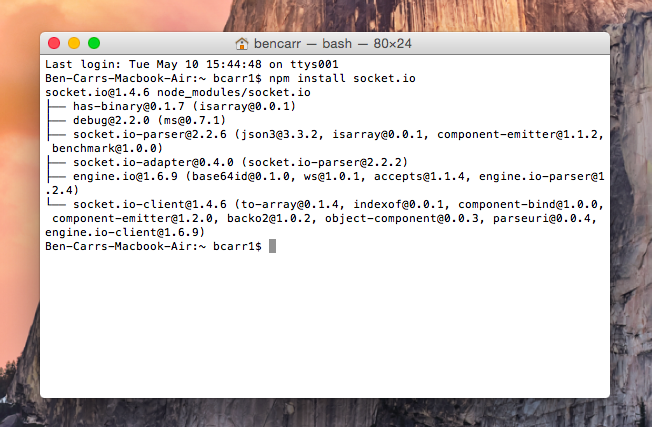 bencarr — bash — 80×24
Last login: Tue May 10 15:44:48 on ttys001
Ben-Carrs-Macbook-Air:~ bcarr1$ npm install socket.io
socket.io@1.4.6 node_modules/socket.io
├── has-binary@0.1.7 (isarray@0.0.1)
├── debug@2.2.0 (ms@0.7.1)
├── socket.io-parser@2.2.6 (json3@3.3.2, isarray@0.0.1, component-emitter@1.1.2,
 benchmark@1.0.0)
├── socket.io-adapter@0.4.0 (socket.io-parser@2.2.2)
├── engine.io@1.6.9 (base64id@0.1.0, ws@1.0.1, accepts@1.1.4, engine.io-parser@1
.2.4)
└── socket.io-client@1.4.6 (to-array@0.1.4, indexof@0.0.1, component-bind@1.0.0,
 component-emitter@1.2.0, backo2@1.0.2, object-component@0.0.3, parseuri@0.0.4,
engine.io-client@1.6.9)
Ben-Carrs-Macbook-Air:~ bcarr1$